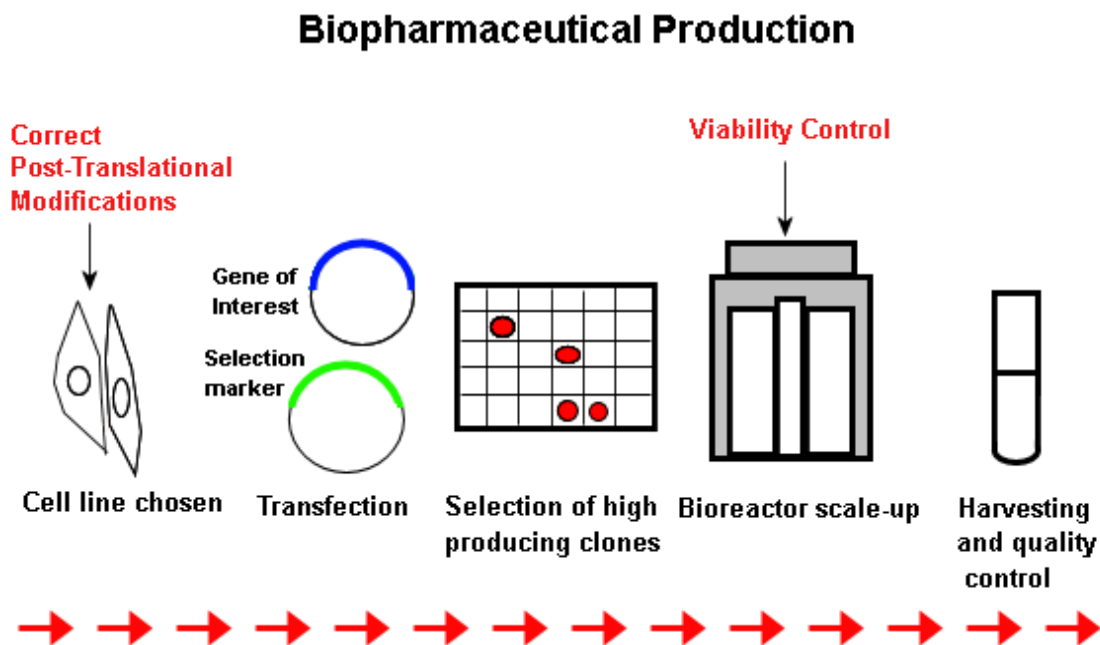 Biopharmaceutical Production
Correct
Post-Translational
Modifications
Viability Control
Gene of
Interest
Selection
marker
Cell line chosen
Transfection
Selection of high
producing clones
Bioreactor scale-up
Harvesting
and quality
control